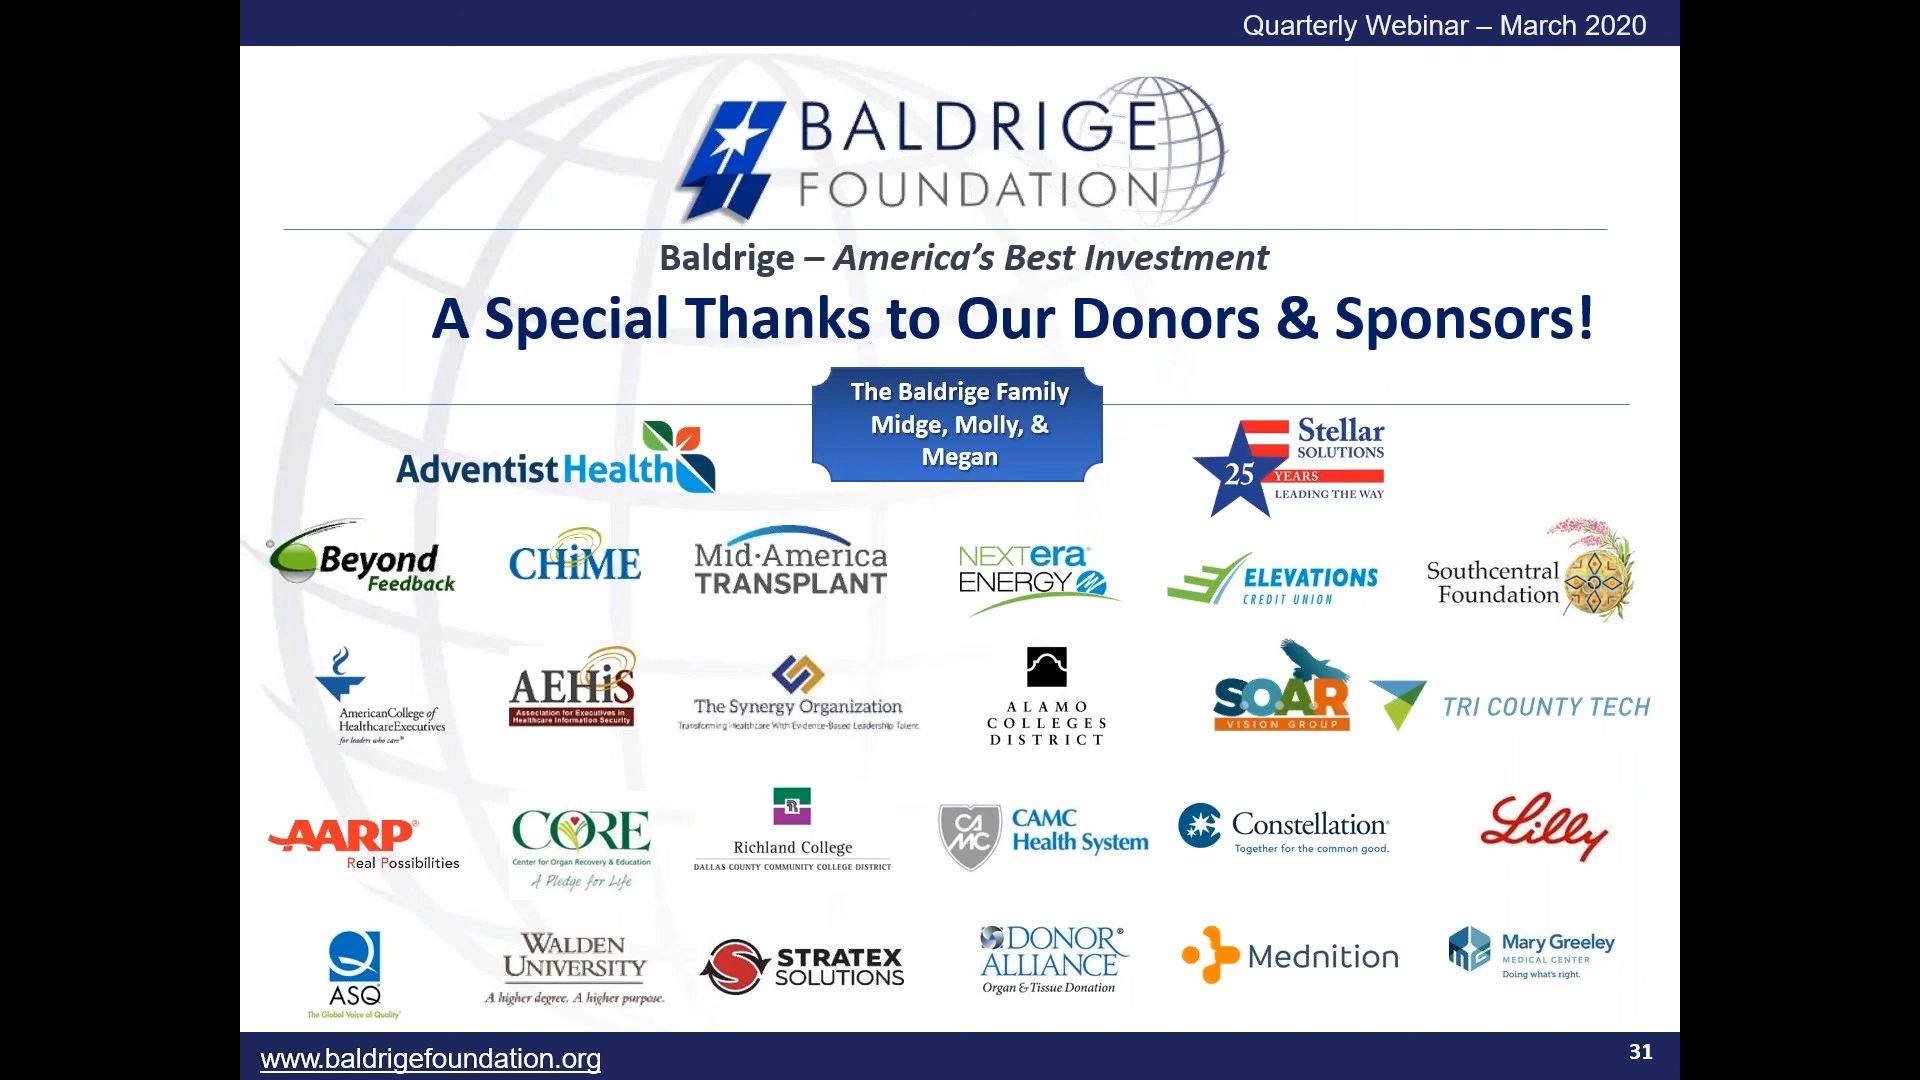 Quarterly Webinar – March 2020
BALDRIGE
FOUNDATION
Baldrige – America's Best Investment
A Special Thanks to Our Donors & Sponsors!
The Baldrige Family
Midge, Molly, &
Megan
Adventist Health
Stellar
SOLUTIONS
25
YEARS
LEADING THE WAY
© Beyond
Feedback
CHiME
Mid·America
TRANSPLANT
NEXTera®
ENERGY
ELEVATIONS
CREDIT UNION
Southcentral
Foundation
AmericanCollege of
HealthcareExecutives
for leaders who care®
AEHiS
Association for Executives in
Healthcare Information Security
The Synergy Organization
Transforming Healthcare With Evidence-Based Leadership Talent.
ALAMO
COLLEGES
DISTRICT
SOAR
VISION GROUP
TRI COUNTY TECH
AARP®
Real Possibilities
CORE
Center for Organ Recovery & Education
A Pledge for Life
R
Richland College
DALLAS COUNTY COMMUNITY COLLEGE DISTRICT
CAMC
CAMC
Health System
Constellation®
Together for the common good.
Lilly
ASQ
The Global Voice of Quality®
WALDEN
UNIVERSITY
A higher degree. A higher purpose.
STRATEX
SOLUTIONS
DONOR®
ALLIANCE
Organ & Tissue Donation
Mednition
Mary Greeley
MEDICAL CENTER
Doing what's right.
www.baldrigefoundation.org
31